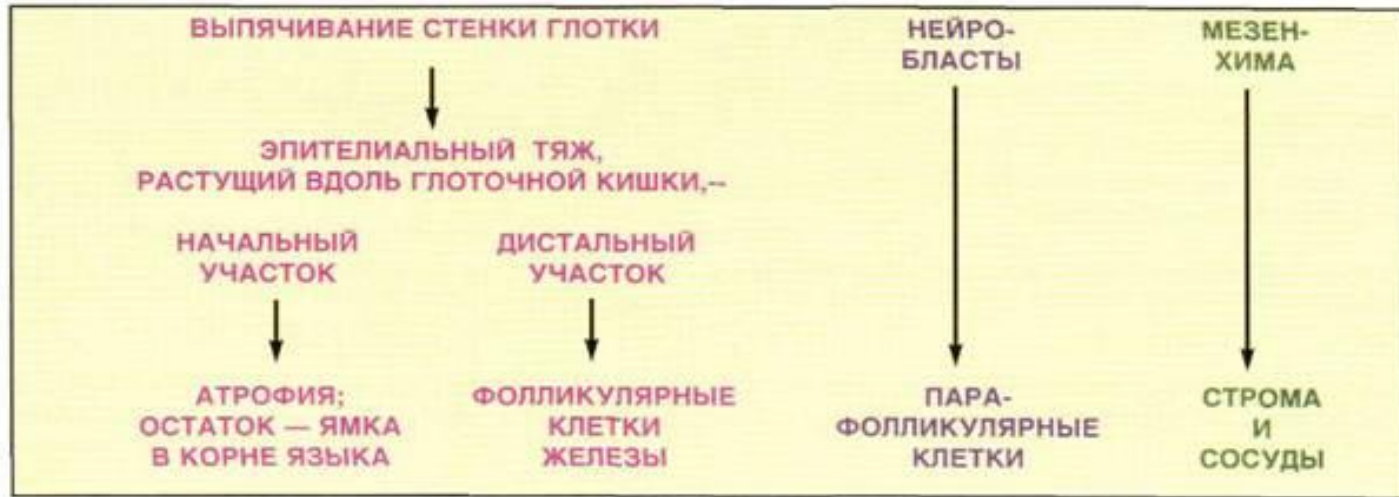 ВЫПЯЧИВАНИЕ СТЕНКИ ГЛОТКИ
ЭПИТЕЛИАЛЬНЫЙ ТЯЖ,
РАСТУЩИЙ ВДОЛЬ ГЛОТОЧНОЙ КИШКИ,–
НАЧАЛЬНЫЙ
УЧАСТОК
АТРОФИЯ;
ОСТАТОК — ЯМКА
В КОРНЕ ЯЗЫКА
ДИСТАЛЬНЫЙ
УЧАСТОК
ФОЛЛИКУЛЯРНЫЕ
КЛЕТКИ
ЖЕЛЕЗЫ
НЕЙРО-
БЛАСТЫ
ПАРА-
ФОЛЛИКУЛЯРНЫЕ
КЛЕТКИ
МЕЗЕН-
ХИМА
СТРОМА
И
СОСУДЫ